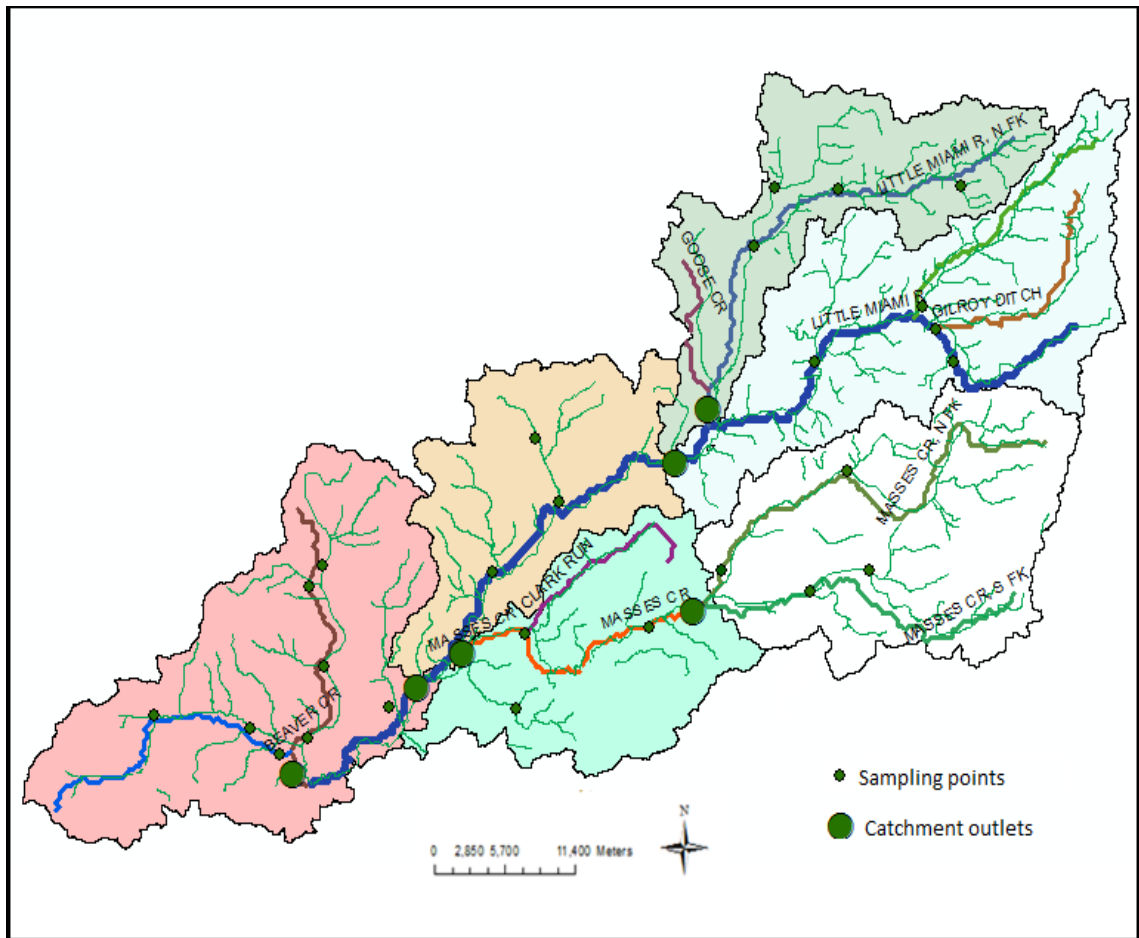 LITTLE MIAMI R, N FK
GOOSE CR
LITTLE MIAMI R
GILROY DITCH
MASSES CR, N FK
MASSES CR, CLARK RUN
MASSES CR
MASSES CR, S FK
BEAVER CR
Sampling points
Catchment outlets
N
0 2,850 5,700 11,400 Meters